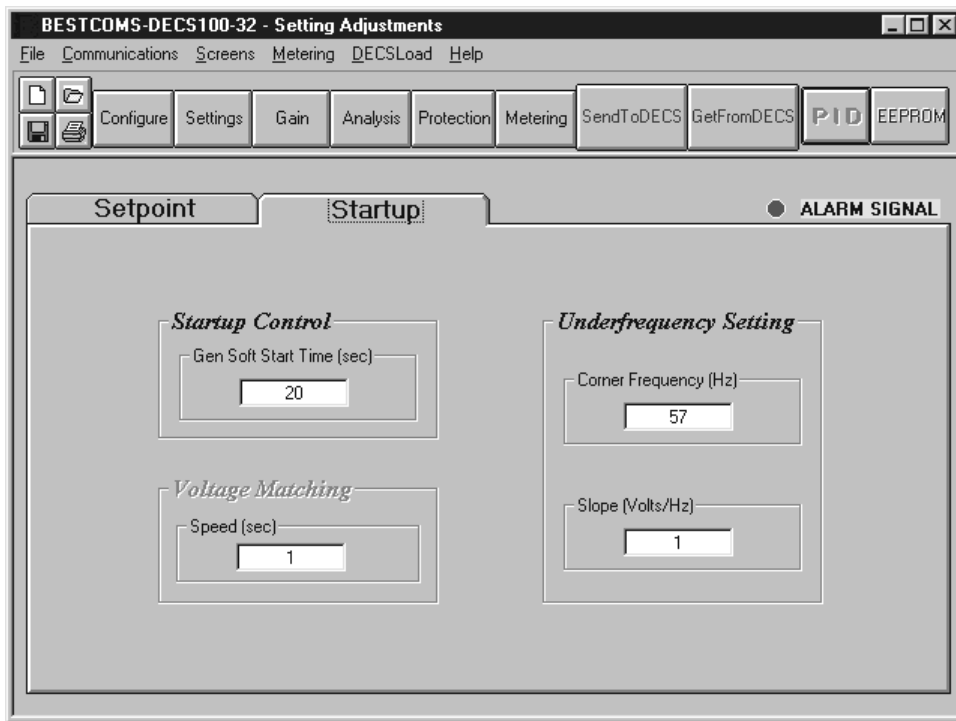 BESTCOMS-DECS100-32 - Setting Adjustments
File Communications Screens Metering DECSLoad Help
Configure Settings Gain Analysis Protection Metering SendToDECS GetFromDECS PID EEPROM
Setpoint Startup ALARM SIGNAL
Startup Control
Gen Soft Start Time (sec)
20
Voltage Matching
Speed (sec)
1
Underfrequency Setting
Corner Frequency (Hz)
57
Slope (Volts/Hz)
1